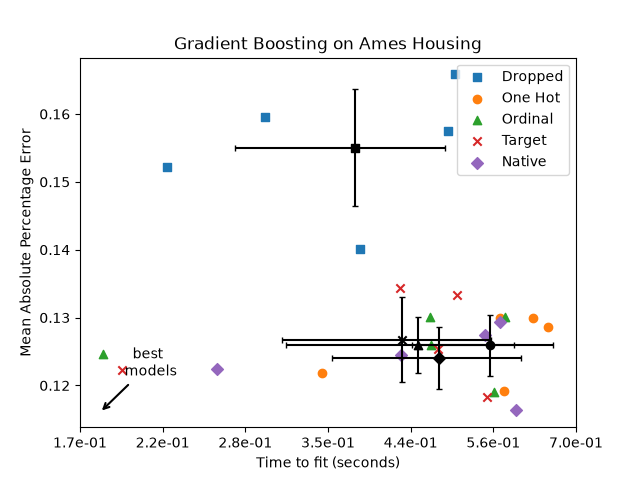 Gradient Boosting on Ames Housing
Mean Absolute Percentage Error
0.16
0.15
0.14
0.13
0.12
Dropped
One Hot
Ordinal
Target
Native
best
models
1.7e-01 2.2e-01 2.8e-01 3.5e-01 4.4e-01 5.6e-01 7.0e-01
Time to fit (seconds)